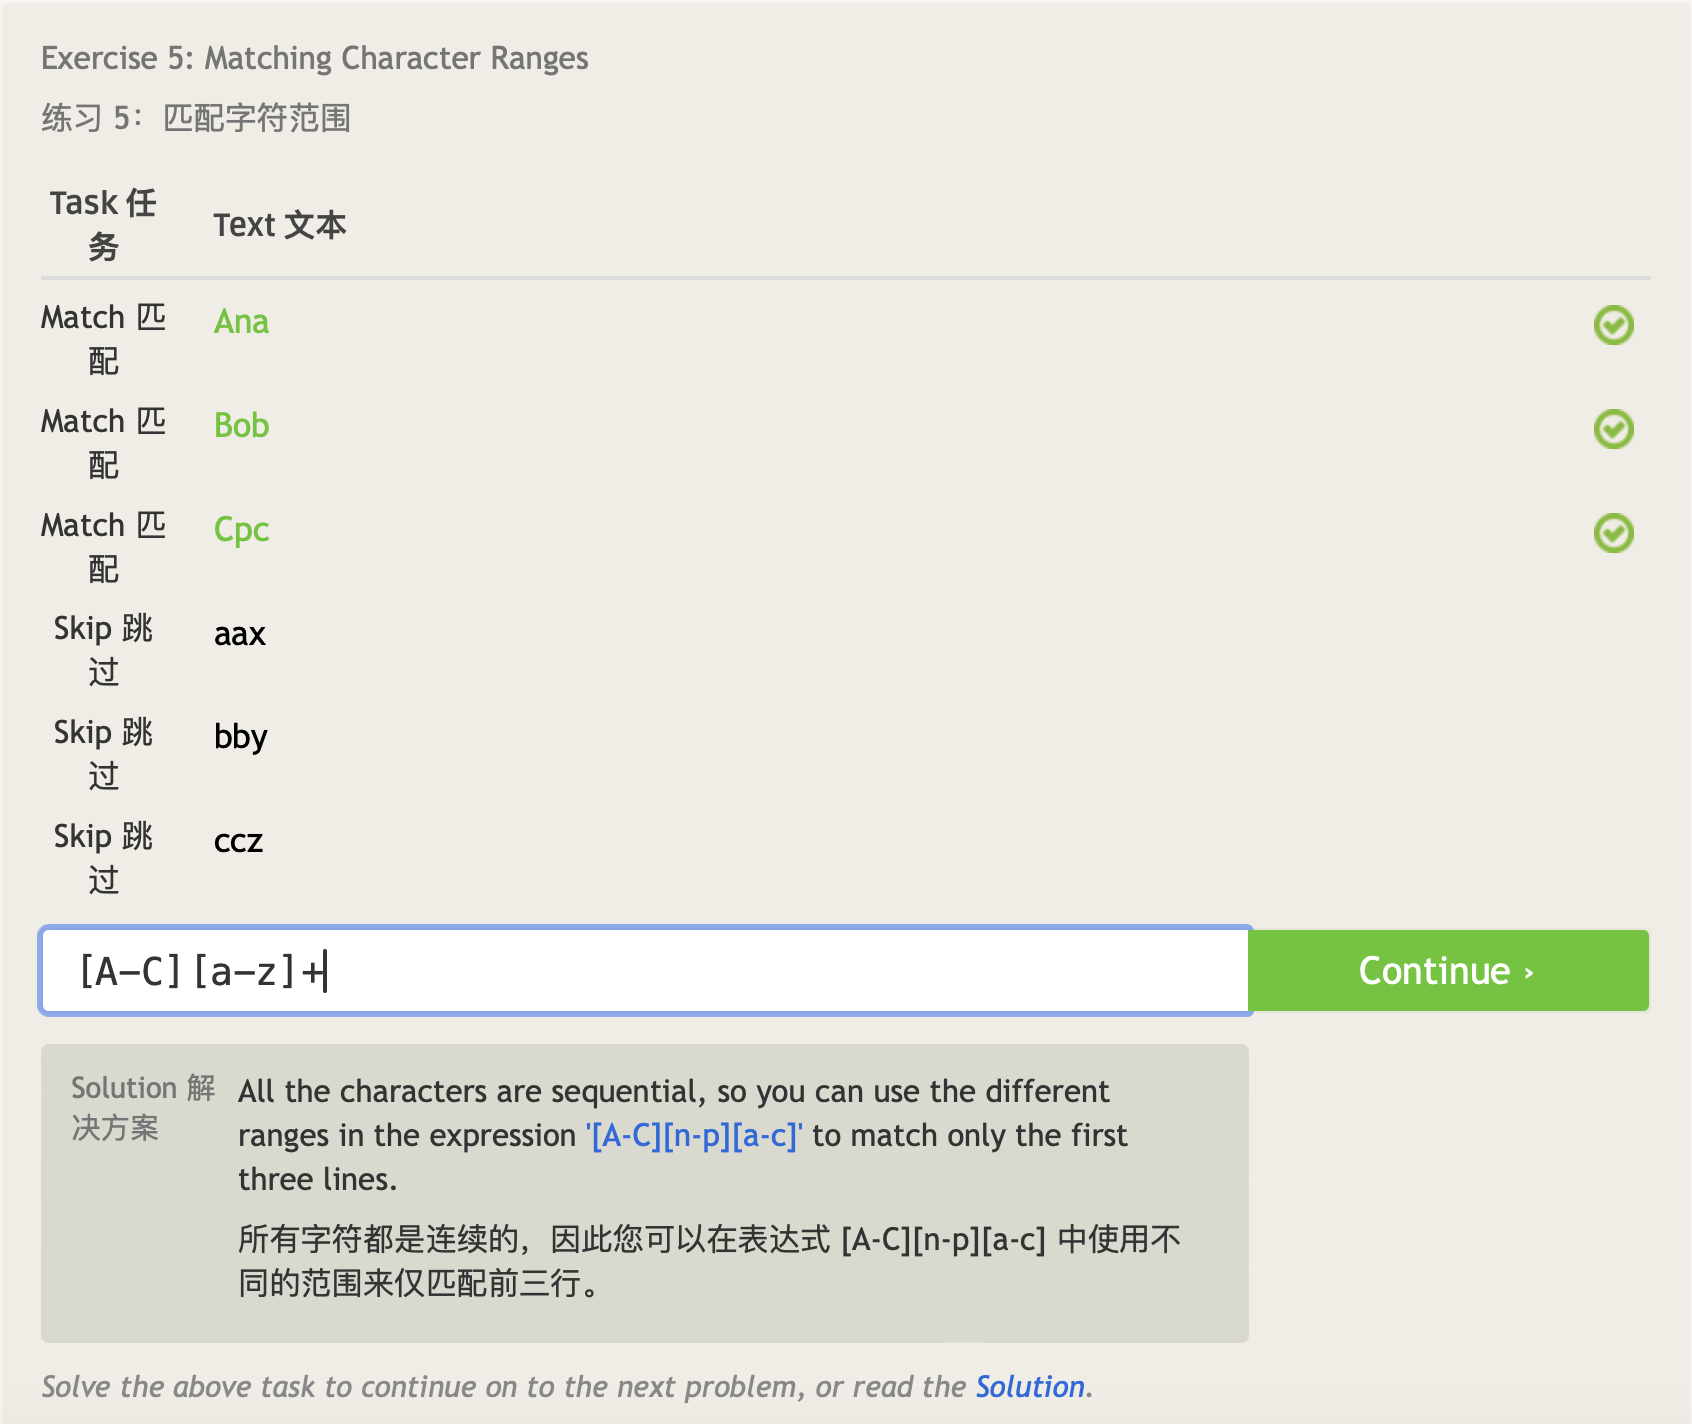 Exercise 5: Matching Character Ranges
练习 5：匹配字符范围
Task 任
务
Text 文本
Match 匹
配
Ana
Match 匹
配
Bob
Match 匹
配
Cpc
Skip 跳
过
aax
Skip 跳
过
bby
Skip 跳
过
ccz
[A-C][a-z]+
Continue ›
Solution 解
决方案
All the characters are sequential, so you can use the different
ranges in the expression '[A-C][n-p][a-c]' to match only the first
three lines.
所有字符都是连续的，因此您可以在表达式 [A-C][n-p][a-c] 中使用不
同的范围来仅匹配前三行。
Solve the above task to continue on to the next problem, or read the Solution.